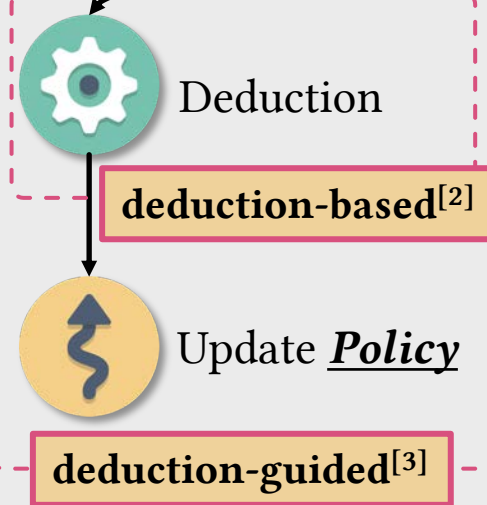 Deduction
deduction-based[2]
Update Policy
deduction-guided[3]